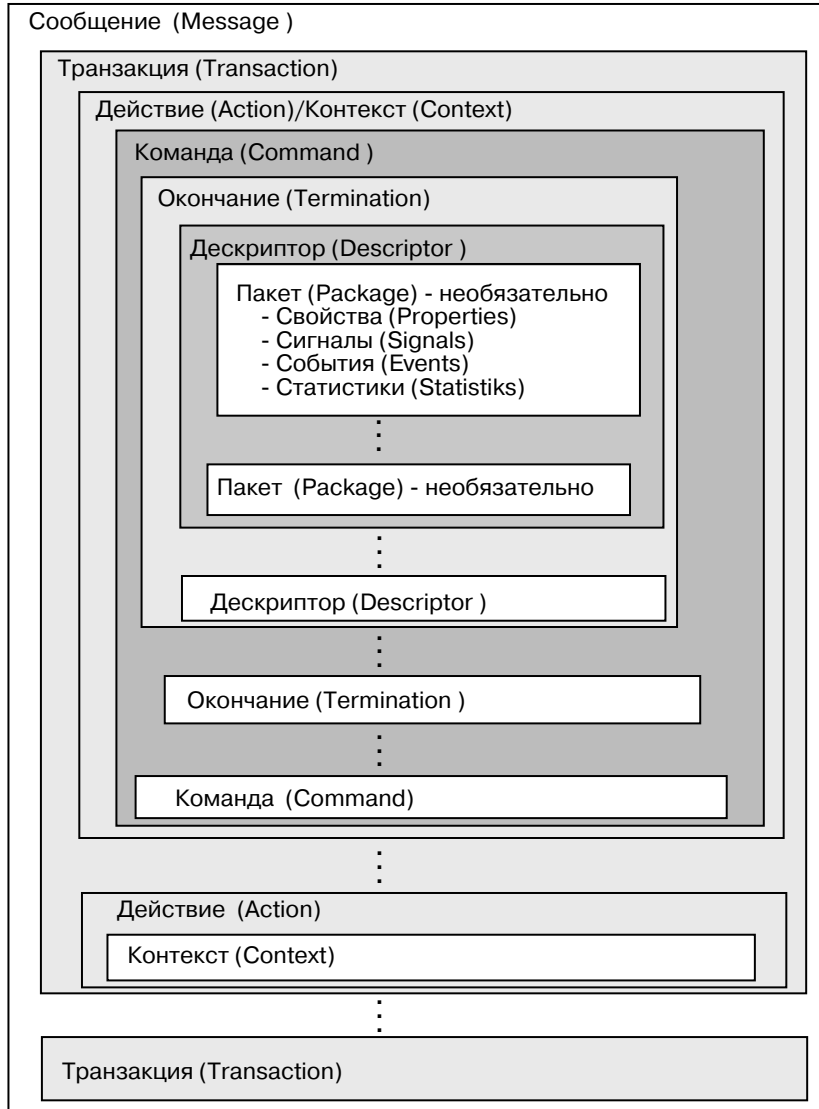 Сообщение (Message )
Транзакция (Transaction)
Действие (Action)/Контекст (Context)
Команда (Command )
Окончание (Termination)
Дескриптор (Descriptor )
Пакет (Package) - необязательно
- Свойства (Properties)
- Сигналы (Signals)
- События (Events)
- Статистики (Statistiks)
Пакет (Package) - необязательно
Дескриптор (Descriptor )
Окончание (Termination )
Команда (Command)
Действие (Action)
Контекст (Context)
Транзакция (Transaction)